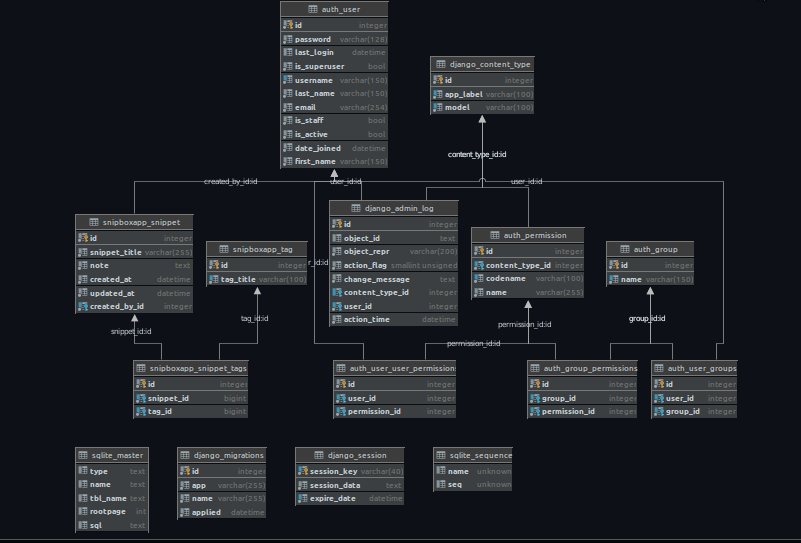 auth_user
id integer
password varchar(128)
last_login datetime
is_superuser bool
username varchar(150)
last_name varchar(150)
email varchar(254)
is_staff bool
is_active bool
date_joined datetime
first_name varchar(150)
django_content_type
id integer
app_label varchar(100)
model varchar(100)
content_type_id:id
created_by_id:id
user_id:id
user_id:id
snipboxapp_snippet
id integer
snippet_title varchar(255)
note text
created_at datetime
updated_at datetime
created_by_id integer
snipboxapp_tag
id integer
tag_title varchar(100)
r_id:id
django_admin_log
id integer
object_id text
object_repr varchar(200)
action_flag smallint unsigned
change_message text
content_type_id integer
user_id integer
action_time datetime
auth_permission
id integer
content_type_id integer
codename varchar(100)
name varchar(255)
auth_group
id integer
name varchar(150)
snippet_id:id
tag_id:id
permission_id:id
group_id:id
permission_id:id
snipboxapp_snippet_tags
id integer
snippet_id bigint
tag_id bigint
auth_user_user_permissions
id integer
user_id integer
permission_id integer
auth_group_permissions
id integer
group_id integer
permission_id integer
auth_user_groups
id integer
user_id integer
group_id integer
sqlite_master
type text
name text
tbl_name text
rootpage int
sql text
django_migrations
id integer
app varchar(255)
name varchar(255)
applied datetime
django_session
session_key varchar(40)
session_data text
expire_date datetime
sqlite_sequence
name unknown
seq unknown